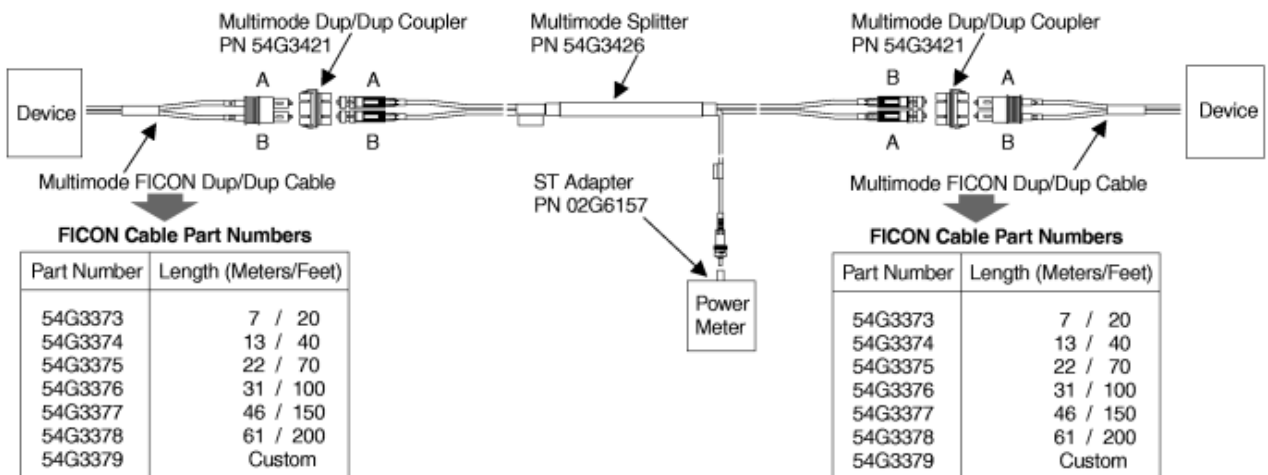 Multimode Dup/Dup Coupler
PN 54G3421
Multimode Splitter
PN 54G3426
Multimode Dup/Dup Coupler
PN 54G3421
Device
A
A
B
B
B
A
A
B
Device
Multimode FICON Dup/Dup Cable
ST Adapter
PN 02G6157
Power
Meter
Multimode FICON Dup/Dup Cable
FICON Cable Part Numbers
Part Number Length (Meters/Feet)
54G3373 7 / 20
54G3374 13 / 40
54G3375 22 / 70
54G3376 31 / 100
54G3377 46 / 150
54G3378 61 / 200
54G3379 Custom
FICON Cable Part Numbers
Part Number Length (Meters/Feet)
54G3373 7 / 20
54G3374 13 / 40
54G3375 22 / 70
54G3376 31 / 100
54G3377 46 / 150
54G3378 61 / 200
54G3379 Custom